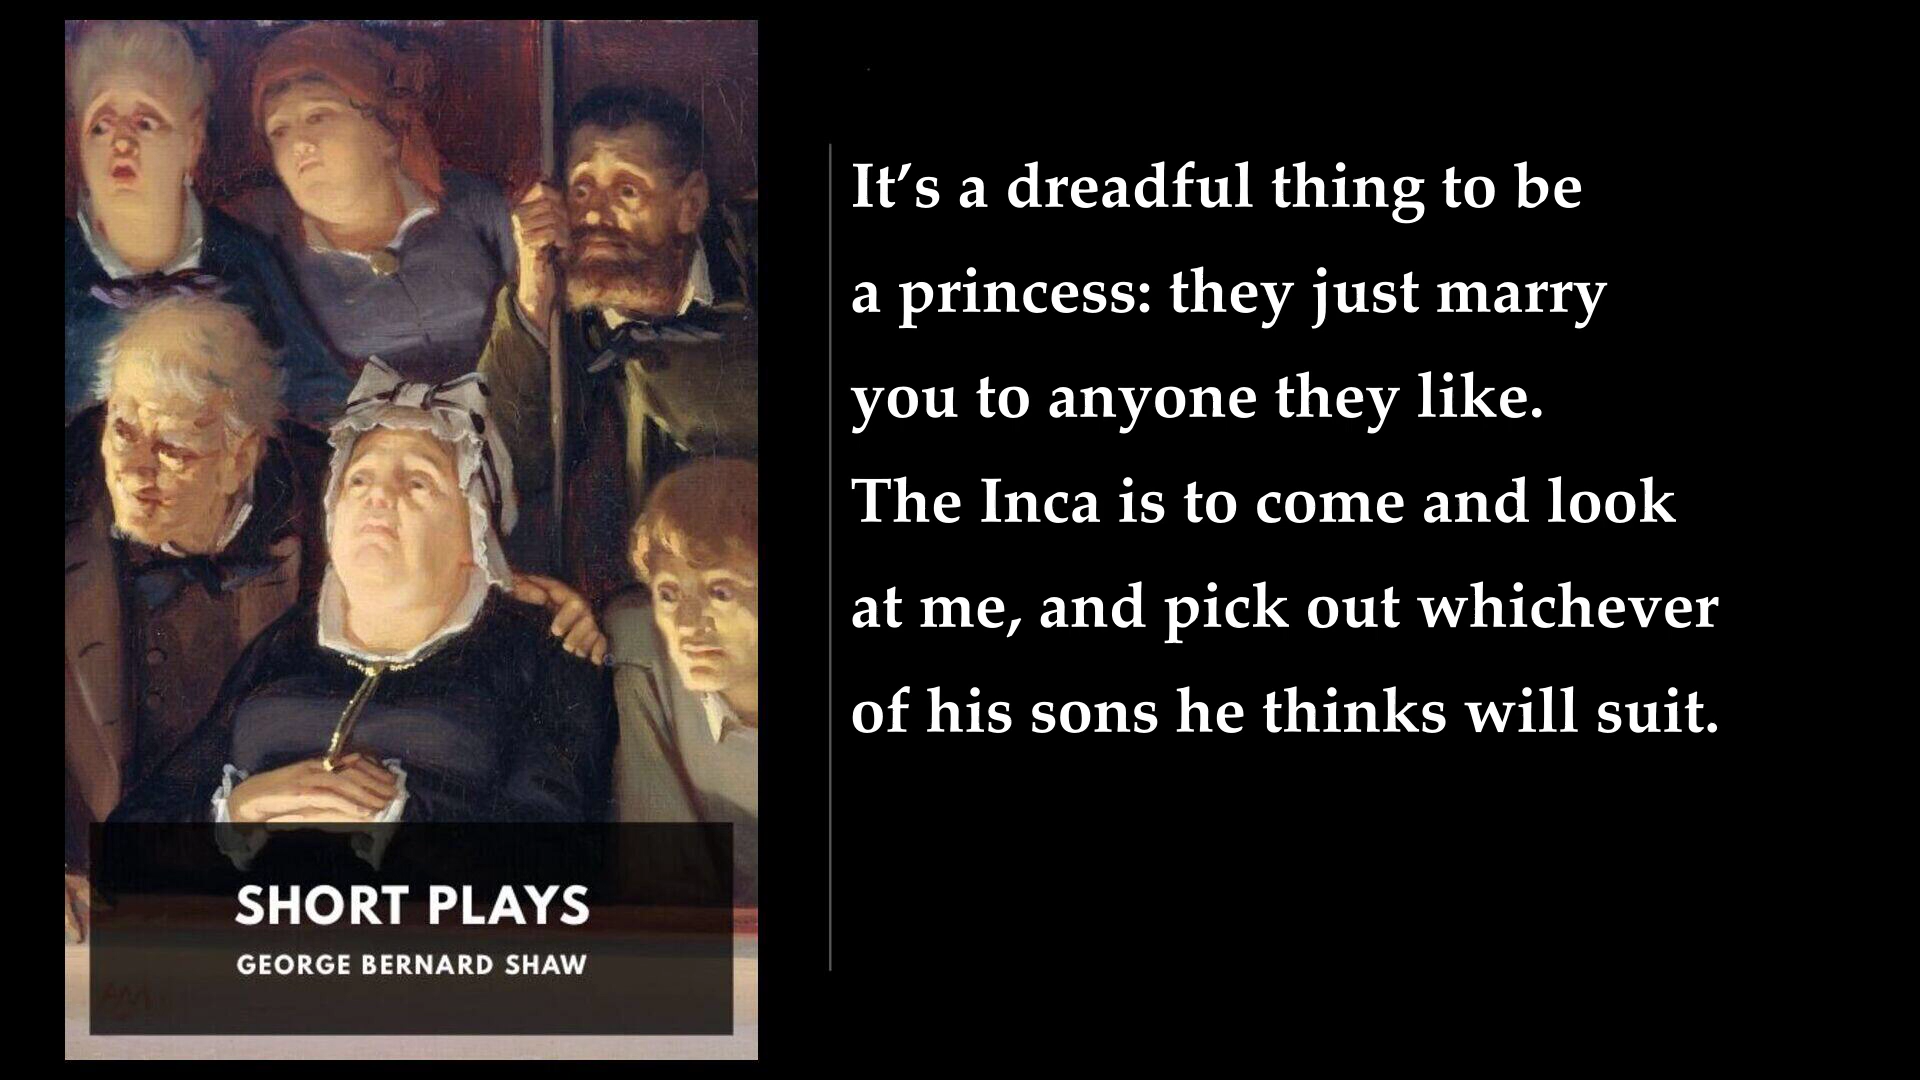 It’s a dreadful thing to be
a princess: they just marry
you to anyone they like.
The Inca is to come and look
at me, and pick out whichever
of his sons he thinks will suit.
SHORT PLAYS
GEORGE BERNARD SHAW